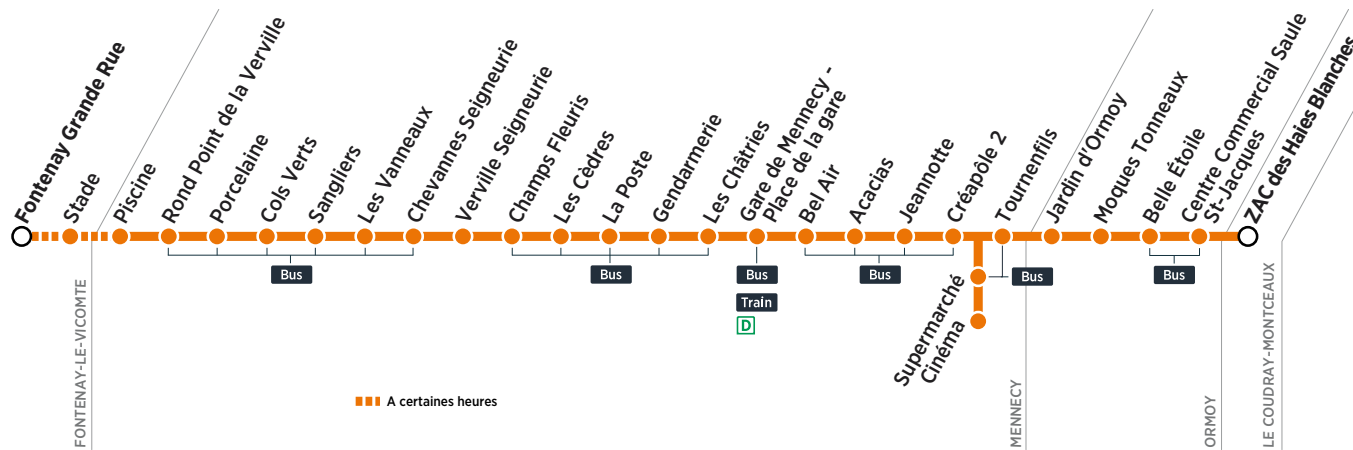 Fontenay Grande Rue
Stade
Piscine
Rond Point de la Verville
Porcelaine
Cols Verts
Sangliers
Les Vanneaux
Chevannes Seigneurie
Verville Seigneurie
Champs Fleuris
Les Cèdres
La Poste
Gendarmerie
Les Châtries
Gare de Mennecy -
Place de la gare
Bel Air
Acacias
Jeannotte
Créapôle 2
Tournenfils
Jardin d'Ormoy
Moques Tonneaux
Belle Étoile
Centre Commercial Saule
St-Jacques
ZAC des Haies Blanches
Bus
Bus
Bus
Train
D
Bus
Bus
Bus
Supermarché
Cinéma
A certaines heures
FONTENAY-LE-VICOMTE
MENNECY
ORMOY
LE COUDRAY-MONTCEAUX